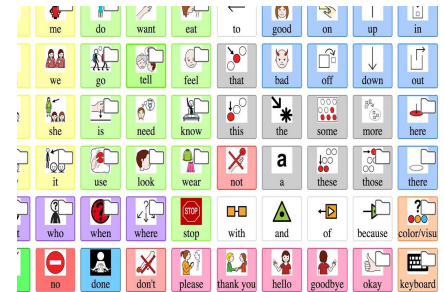 me do want eat to good on up in
we go tell feel that bad off down out
she is need know this the some more here
it use look wear not a a these those there
who when where STOP stop with and of because color/visu
no done don't please thank you hello goodbye okay keyboard